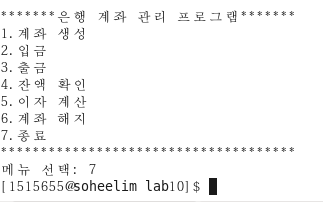 *******은행 계좌 관리 프로그램*******
1.계좌 생성
2.입금
3.출금
4.잔액 확인
5.이자 계산
6.계좌 해지
7.종료
************************************
메뉴 선택: 7
[1515655@soheelim lab10]$